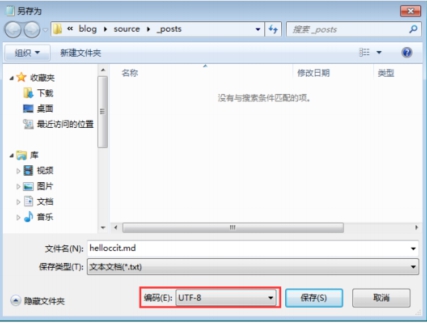 另存为
« blog ▸ source ▸ _posts
搜索 _posts
组织 ▼ 新建文件夹
收藏夹
下载
桌面
最近访问的位置
库
视频
图片
文档
音乐
名称 修改日期 类型
没有与搜索条件匹配的项。
文件名(N): helloccit.md
保存类型(T): 文本文档(*.txt)
隐藏文件夹 编码(E): UTF-8 保存(S) 取消